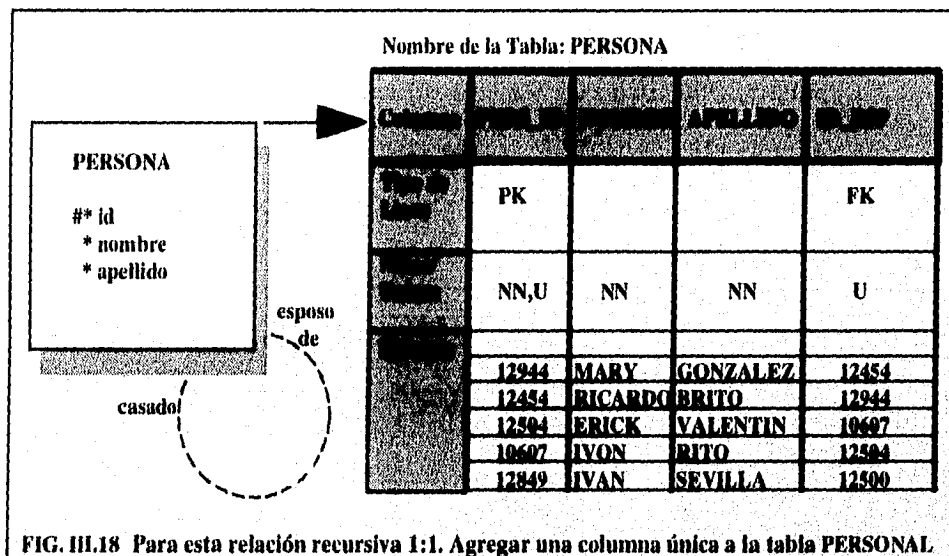 Nombre de la Tabla: PERSONA
PERSONA
#* id
* nombre
* apellido
esposo
de
casado
APELLIDO
PK FK
NN,U NN NN U
12944 MARY GONZALEZ 12454
12454 RICARDO BRITO 12944
12504 ERICK VALENTIN 10607
10607 IVON RITO 12504
12849 IVAN SEVILLA 12500
FIG. III.18 Para esta relación recursiva 1:1. Agregar una columna única a la tabla PERSONAL